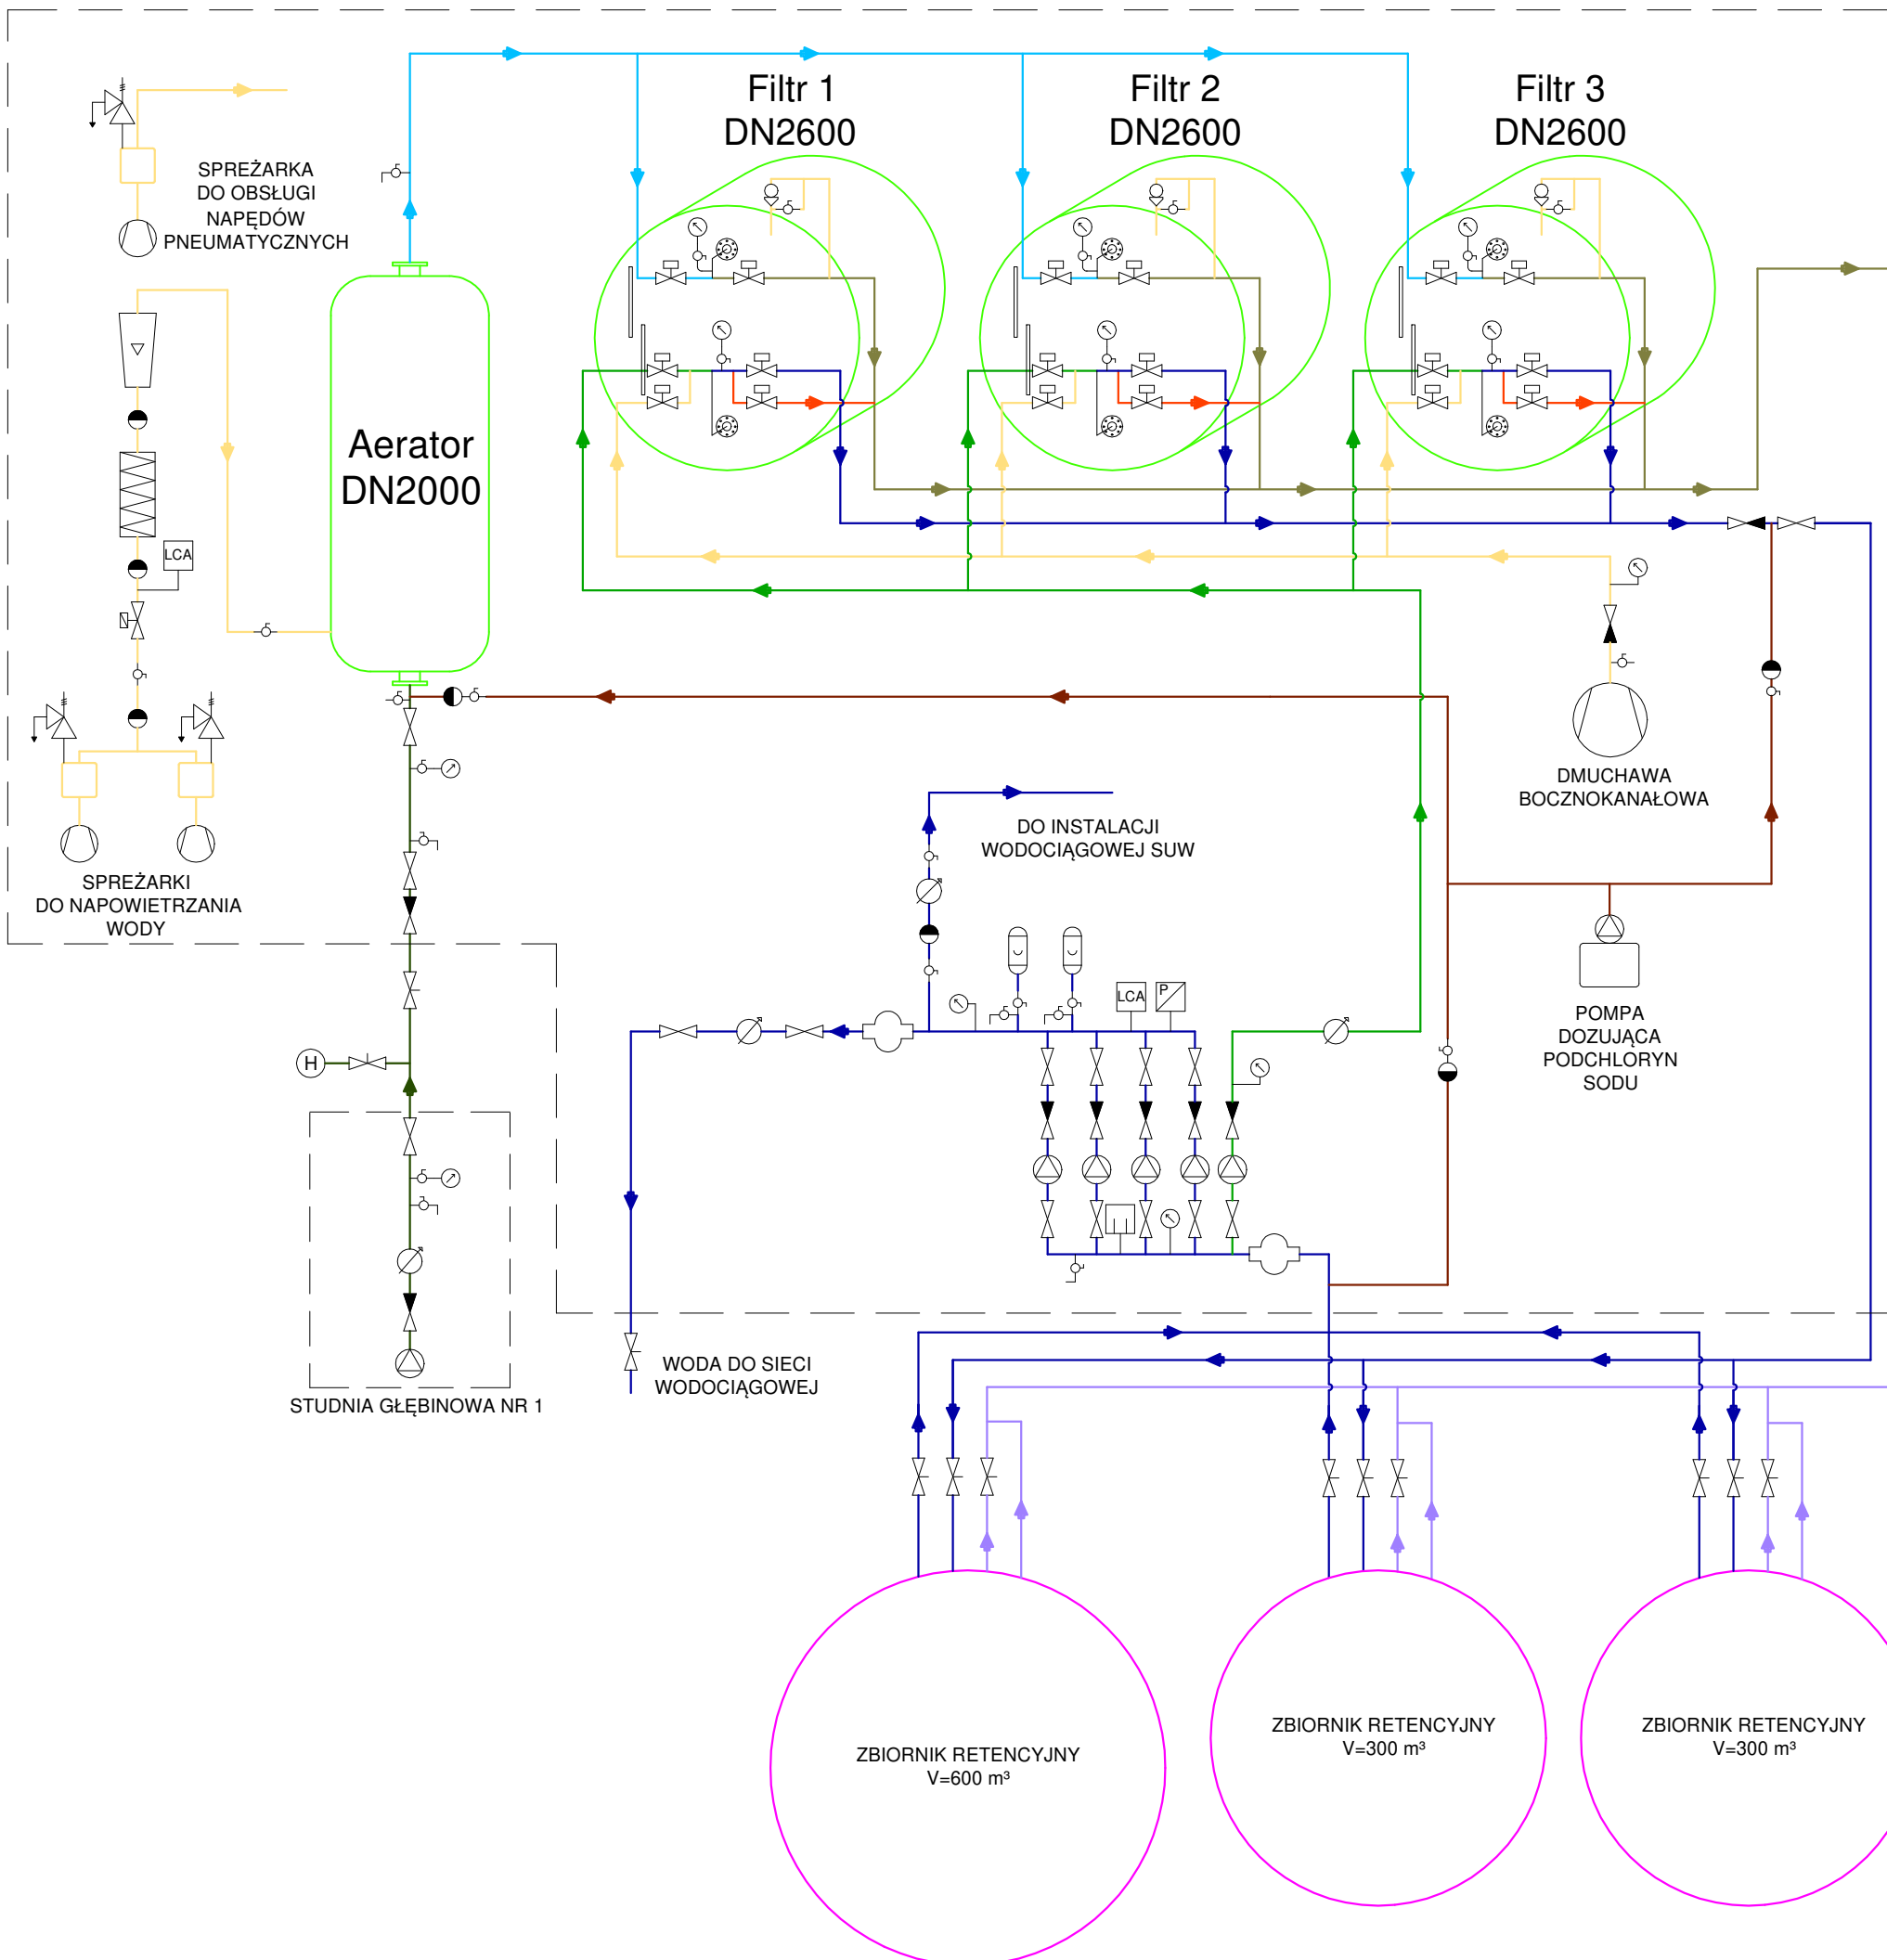 Filtr 1
DN2600
Filtr 2
DN2600
Filtr 3
DN2600
SPREŻARKA
DO OBSŁUGI
NAPĘDÓW
PNEUMATYCZNYCH
Aerator
DN2000
LCA
SPREŻARKI
DO NAPOWIETRZANIA
WODY
DMUCHAWA
BOCZNOKANAŁOWA
DO INSTALACJI
WODOCIĄGOWEJ SUW
LCA
P
POMPA
DOZUJĄCA
PODCHLORYN
SODU
H
STUDNIA GŁĘBINOWA NR 1
WODA DO SIECI
WODOCIĄGOWEJ
ZBIORNIK RETENCYJNY
V=600 m³
ZBIORNIK RETENCYJNY
V=300 m³
ZBIORNIK RETENCYJNY
V=300 m³